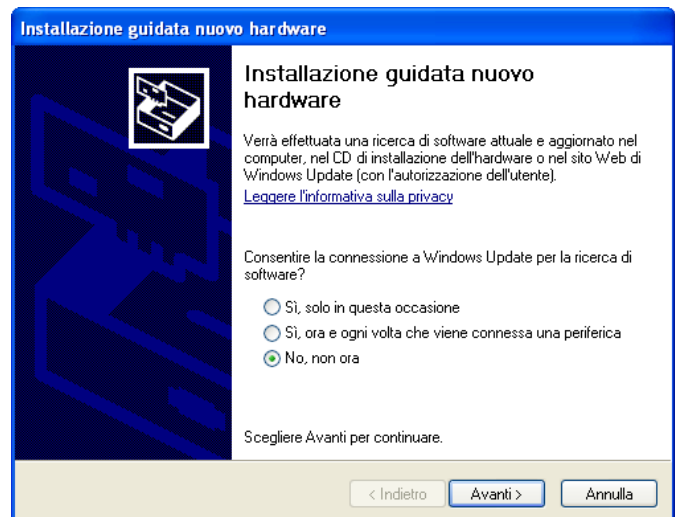 Installazione guidata nuovo hardware
Installazione guidata nuovo
hardware
Verrà effettuata una ricerca di software attuale e aggiornato nel
computer, nel CD di installazione dell'hardware o nel sito Web di
Windows Update (con l'autorizzazione dell'utente).
Leggere l'informativa sulla privacy
Consentire la connessione a Windows Update per la ricerca di
software?
Sì, solo in questa occasione
Sì, ora e ogni volta che viene connessa una periferica
No, non ora
Scegliere Avanti per continuare.
< Indietro Avanti > Annulla